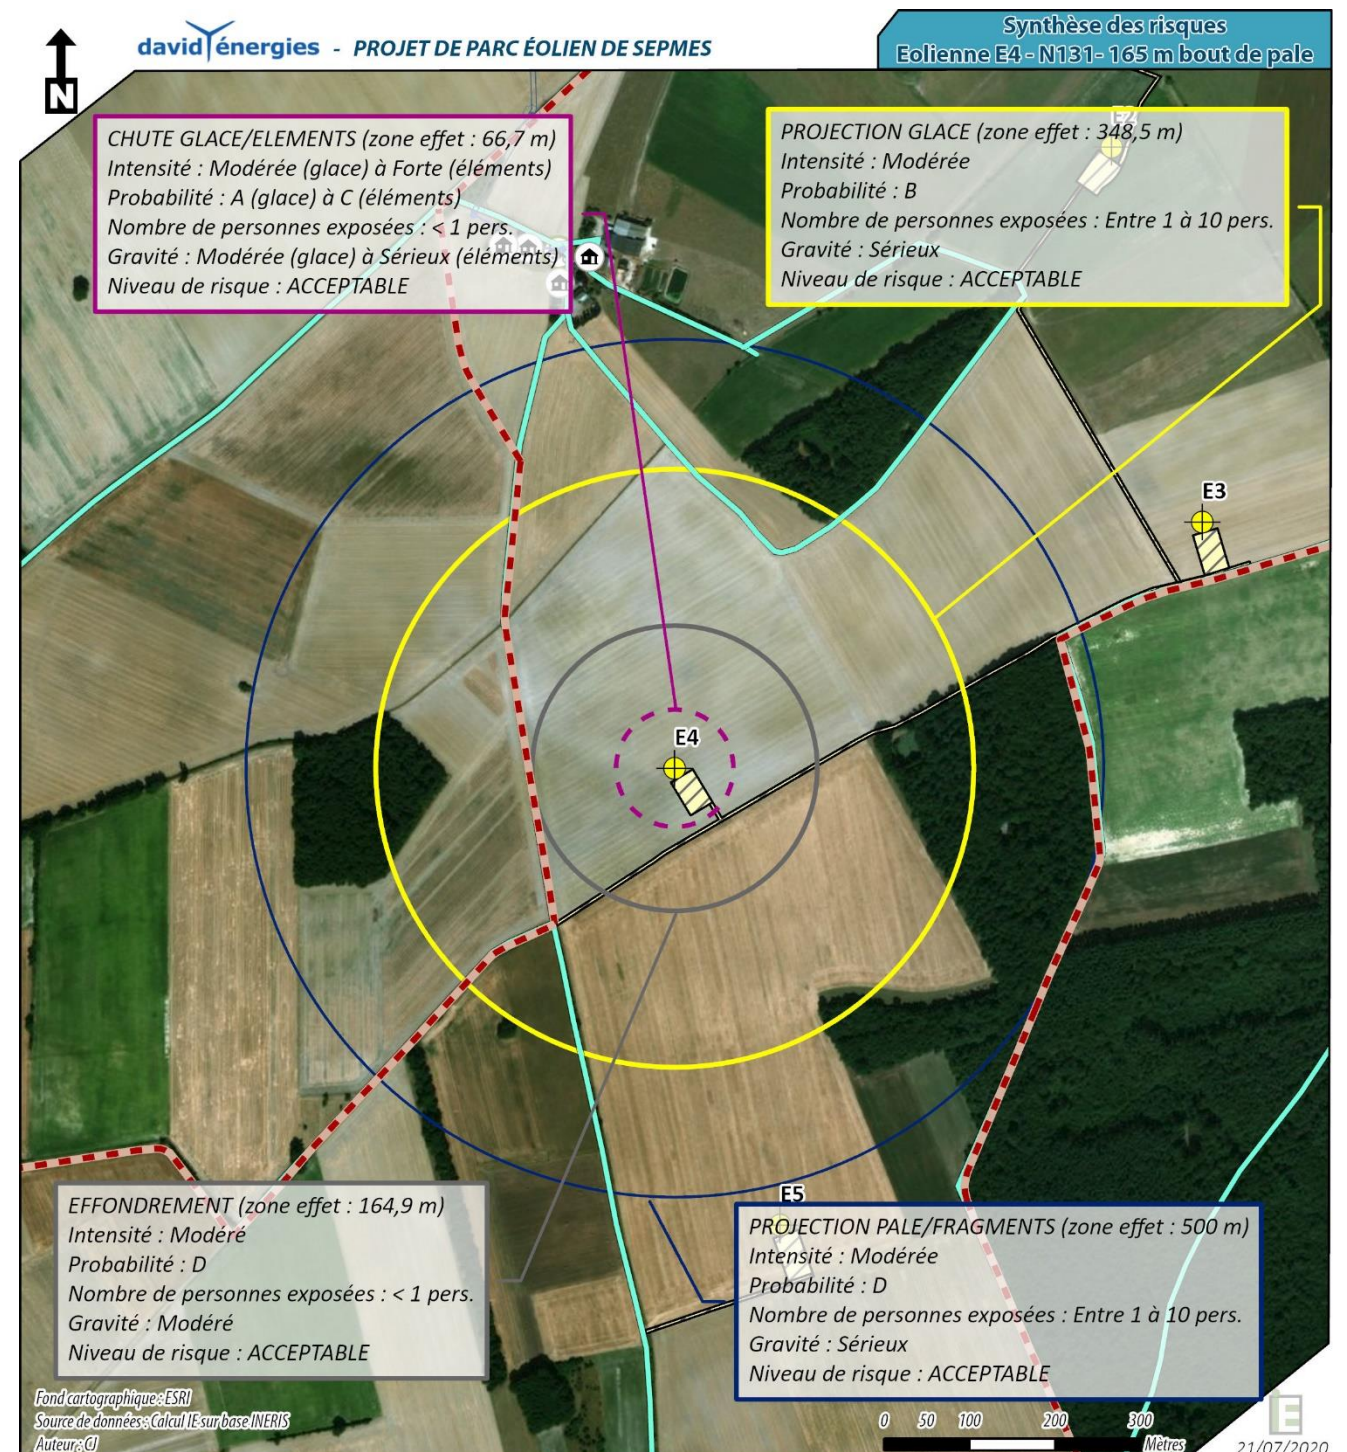 N
david énergies - PROJET DE PARC ÉOLIEN DE SEPMES
Synthèse des risques
Eolienne E4 - N131- 165 m bout de pale
CHUTE GLACE/ELEMENTS (zone effet : 66,7 m)
Intensité : Modérée (glace) à Forte (éléments)
Probabilité : A (glace) à C (éléments)
Nombre de personnes exposées : < 1 pers.
Gravité : Modérée (glace) à Sérieux (éléments)
Niveau de risque : ACCEPTABLE
E2
PROJECTION GLACE (zone effet : 348,5 m)
Intensité : Modérée
Probabilité : B
Nombre de personnes exposées : Entre 1 à 10 pers.
Gravité : Sérieux
Niveau de risque : ACCEPTABLE
E3
E4
EFFONDREMENT (zone effet : 164,9 m)
Intensité : Modéré
Probabilité : D
Nombre de personnes exposées : < 1 pers.
Gravité : Modéré
Niveau de risque : ACCEPTABLE
E5
PROJECTION PALE/FRAGMENTS (zone effet : 500 m)
Intensité : Modérée
Probabilité : D
Nombre de personnes exposées : Entre 1 à 10 pers.
Gravité : Sérieux
Niveau de risque : ACCEPTABLE
Fond cartographique : ESRI
Source de données : Calcul IE sur base INERIS
Auteur : CJ
0 50 100 200 300
Mètres
IE
21/07/2020